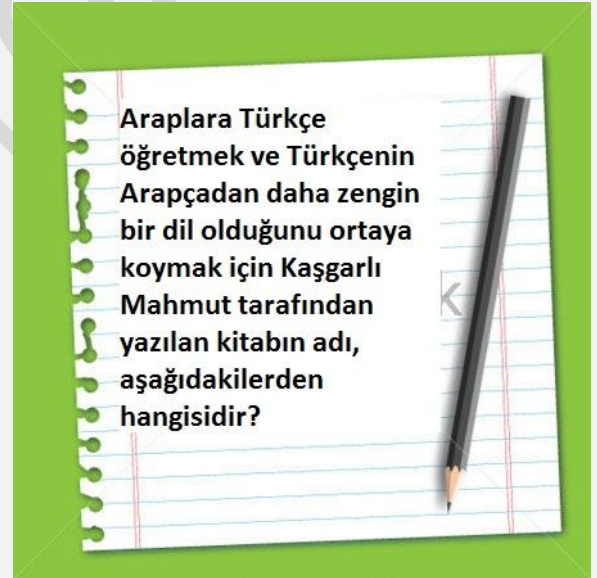 Araplara Türkçe
öğretmek ve Türkçenin
Arapçadan daha zengin
bir dil olduğunu ortaya
koymak için Kaşgarlı
Mahmut tarafından
yazılan kitabın adı,
aşağıdakilerden
hangisidir?